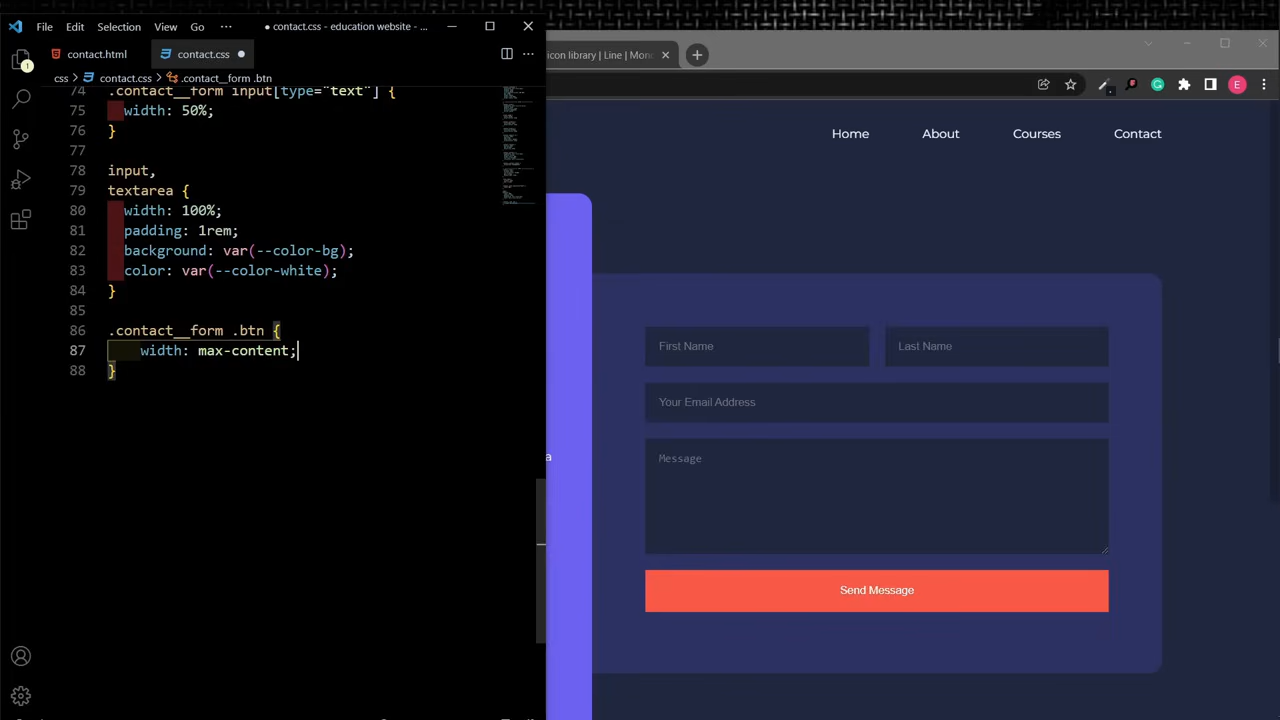 File Edit Selection View Go ··· ● contact.css - education website - ...
contact.html contact.css ●
icon library | Line | Mono
css > contact.css > .contact__form .btn
74 .contact__form input[type="text"] {
75 width: 50%;
76 }
77
78 input,
79 textarea {
80 width: 100%;
81 padding: 1rem;
82 background: var(--color-bg);
83 color: var(--color-white);
84 }
85
86 .contact__form .btn {
87 width: max-content;
88 }
1
E
Home About Courses Contact
First Name Last Name
Your Email Address
a
Message
Send Message